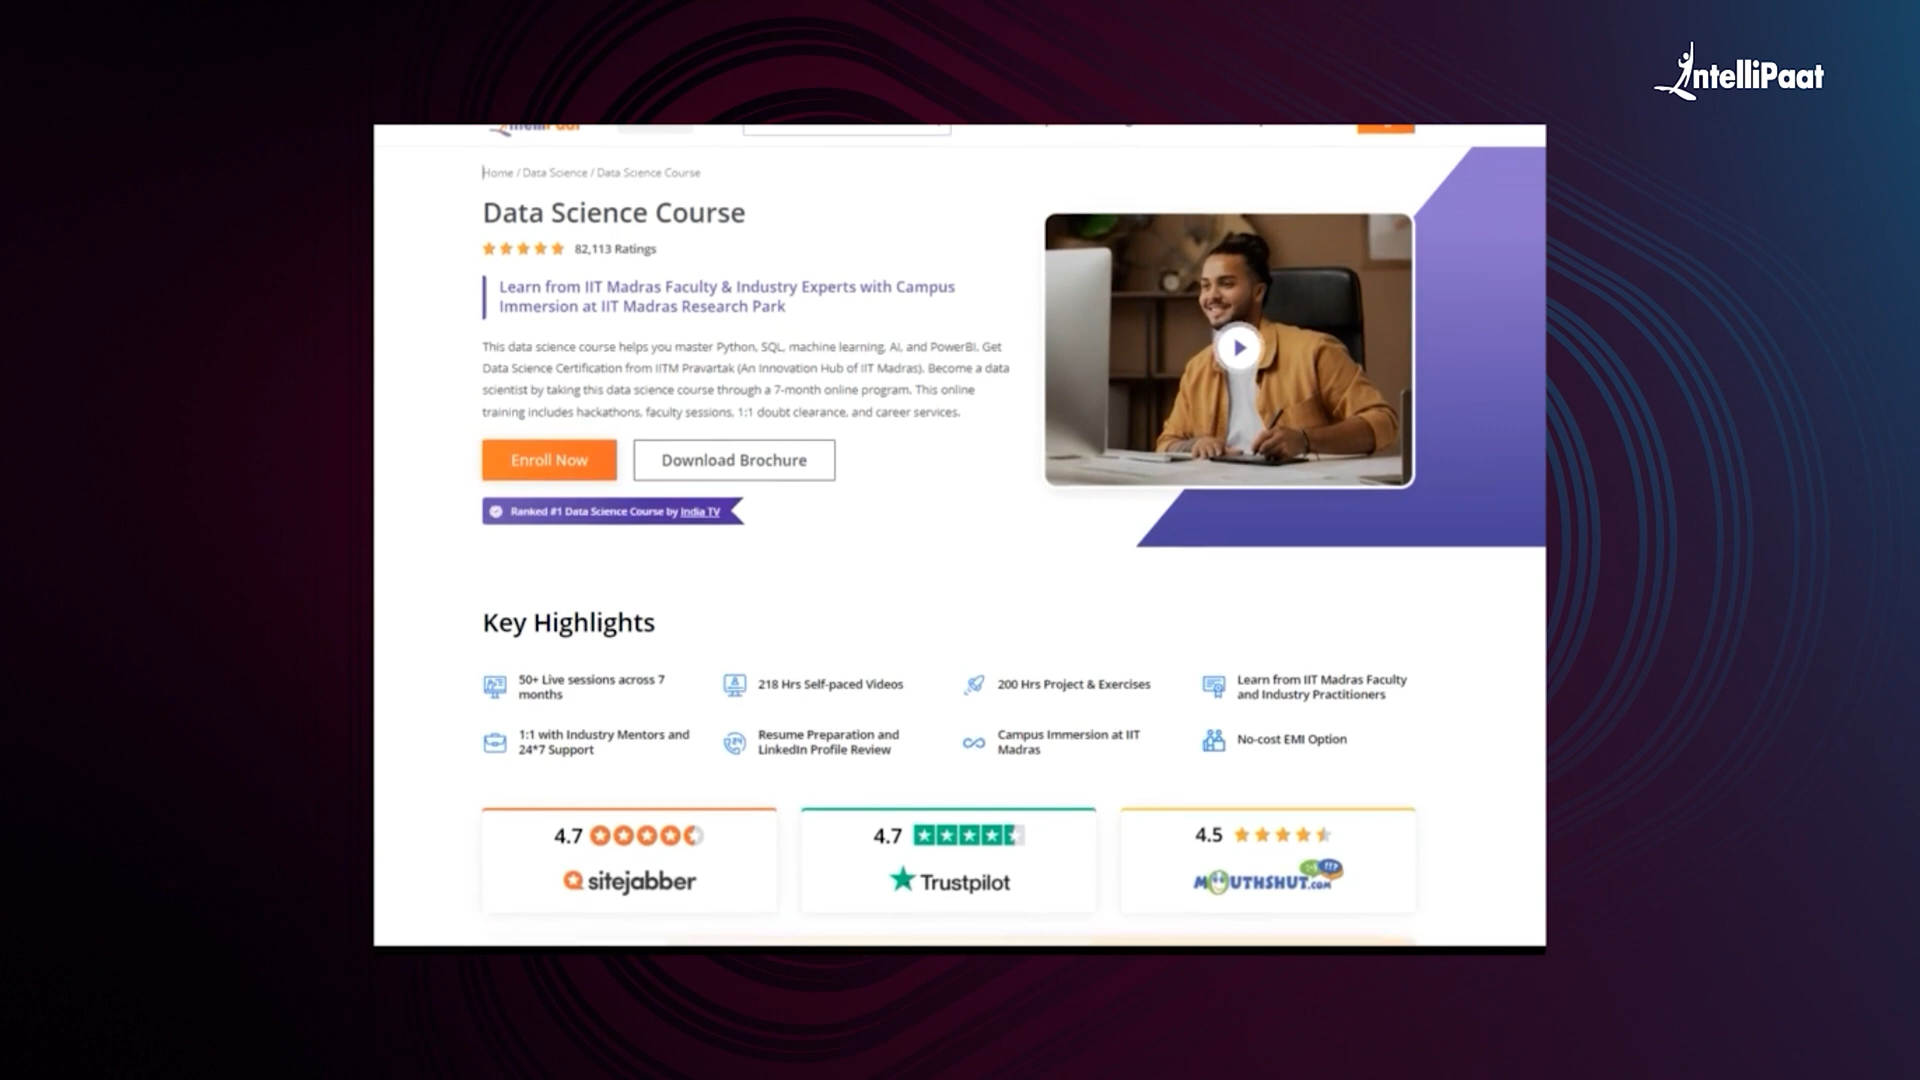 IntelliPaat
IntelliPaat
Home / Data Science / Data Science Course
Data Science Course
82,113 Ratings
Learn from IIT Madras Faculty & Industry Experts with Campus
Immersion at IIT Madras Research Park
This data science course helps you master Python, SQL, machine learning, AI, and PowerBI. Get
Data Science Certification from IITM Pravartak (An Innovation Hub of IIT Madras). Become a data
scientist by taking this data science course through a 7-month online program. This online
training includes hackathons, faculty sessions, 1:1 doubt clearance, and career services.
Enroll Now
Download Brochure
Ranked #1 Data Science Course by India TV
Key Highlights
50+ Live sessions across 7
months
218 Hrs Self-paced Videos
200 Hrs Project & Exercises
Learn from IIT Madras Faculty
and Industry Practitioners
1:1 with Industry Mentors and
24*7 Support
Resume Preparation and
LinkedIn Profile Review
Campus Immersion at IIT
Madras
No-cost EMI Option
4.7
sitejabber
4.7
Trustpilot
4.5
MOUTHSHUT.COM